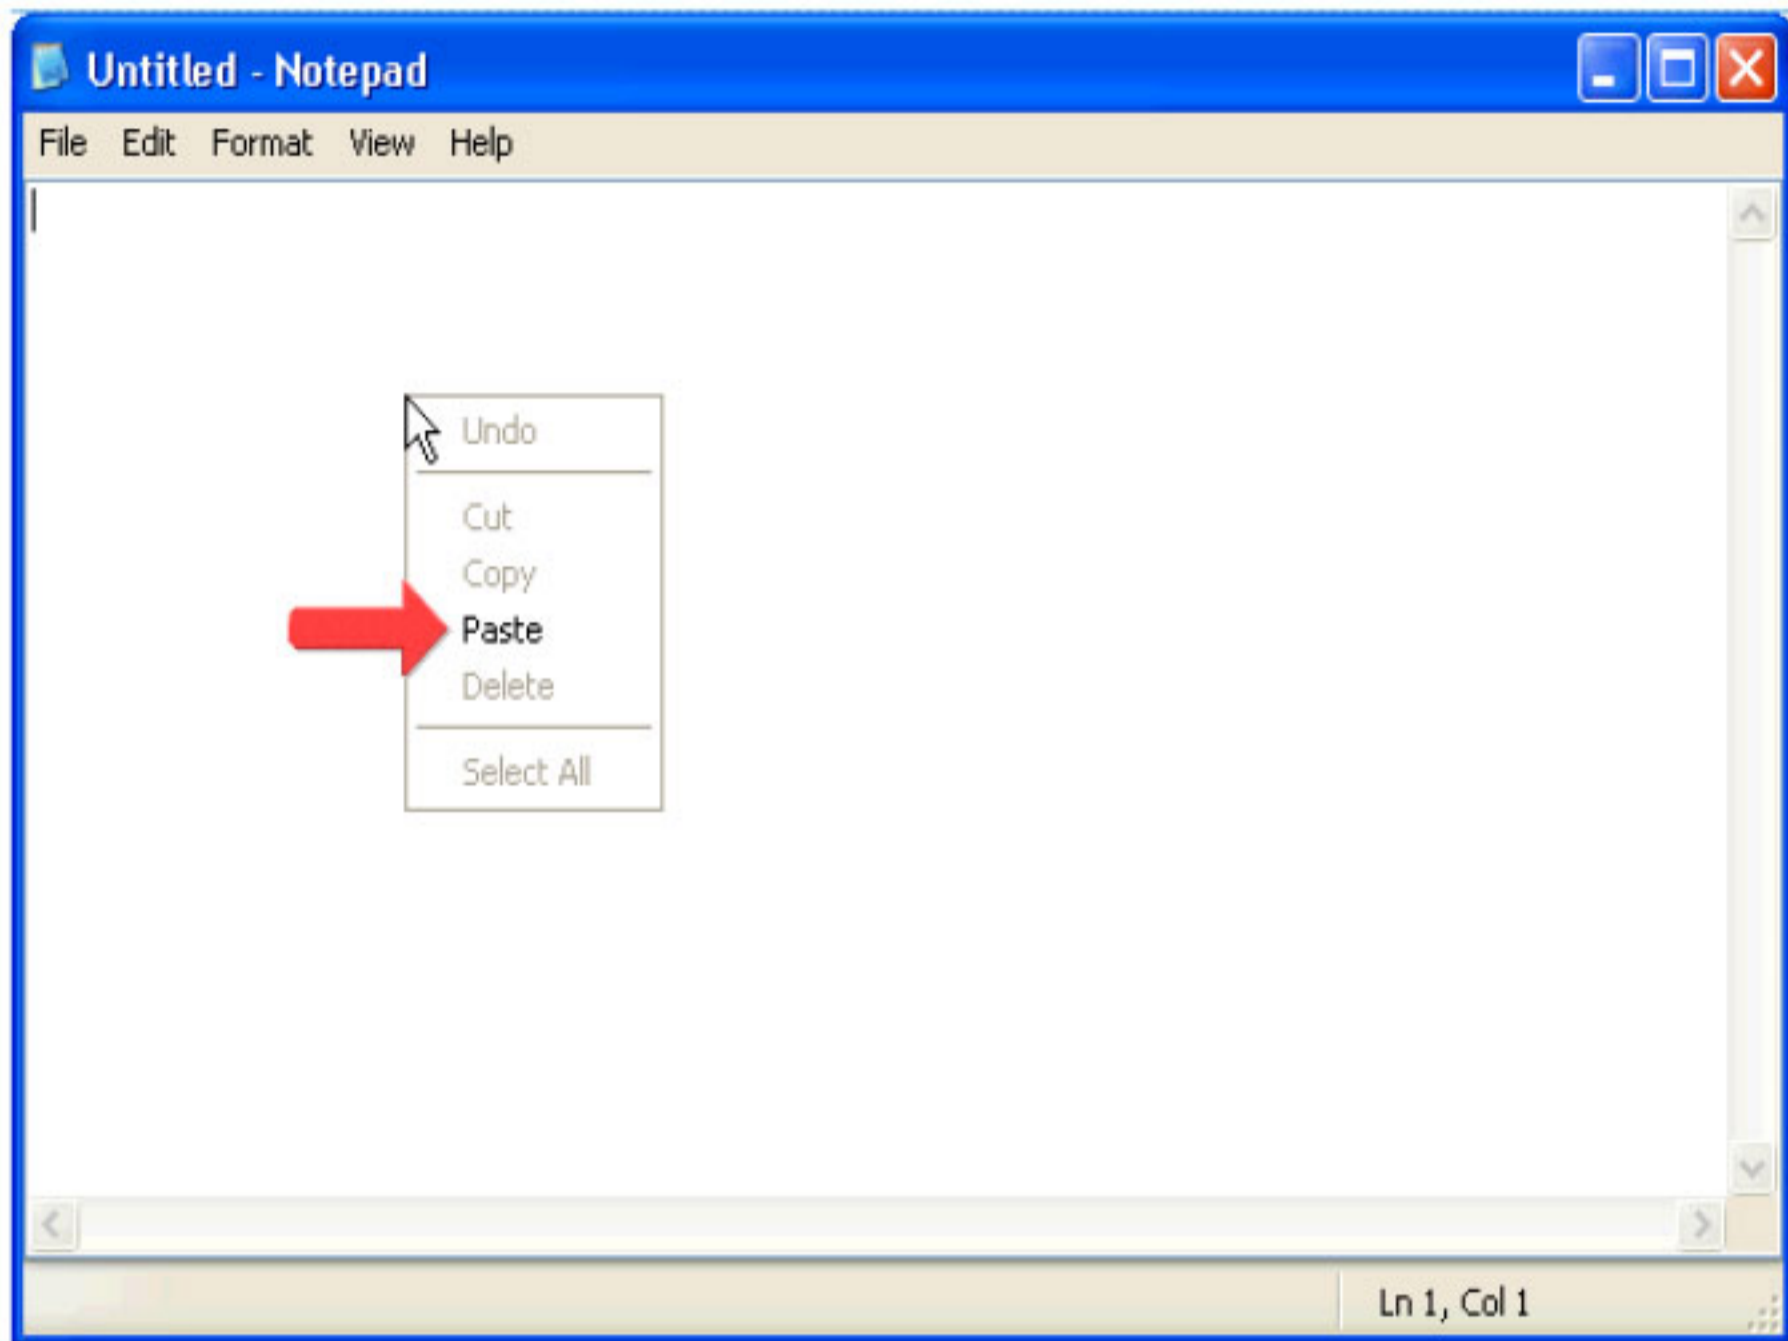 Untitled - Notepad
File Edit Format View Help
Undo
Cut
Copy
Paste
Delete
Select All
Ln 1, Col 1